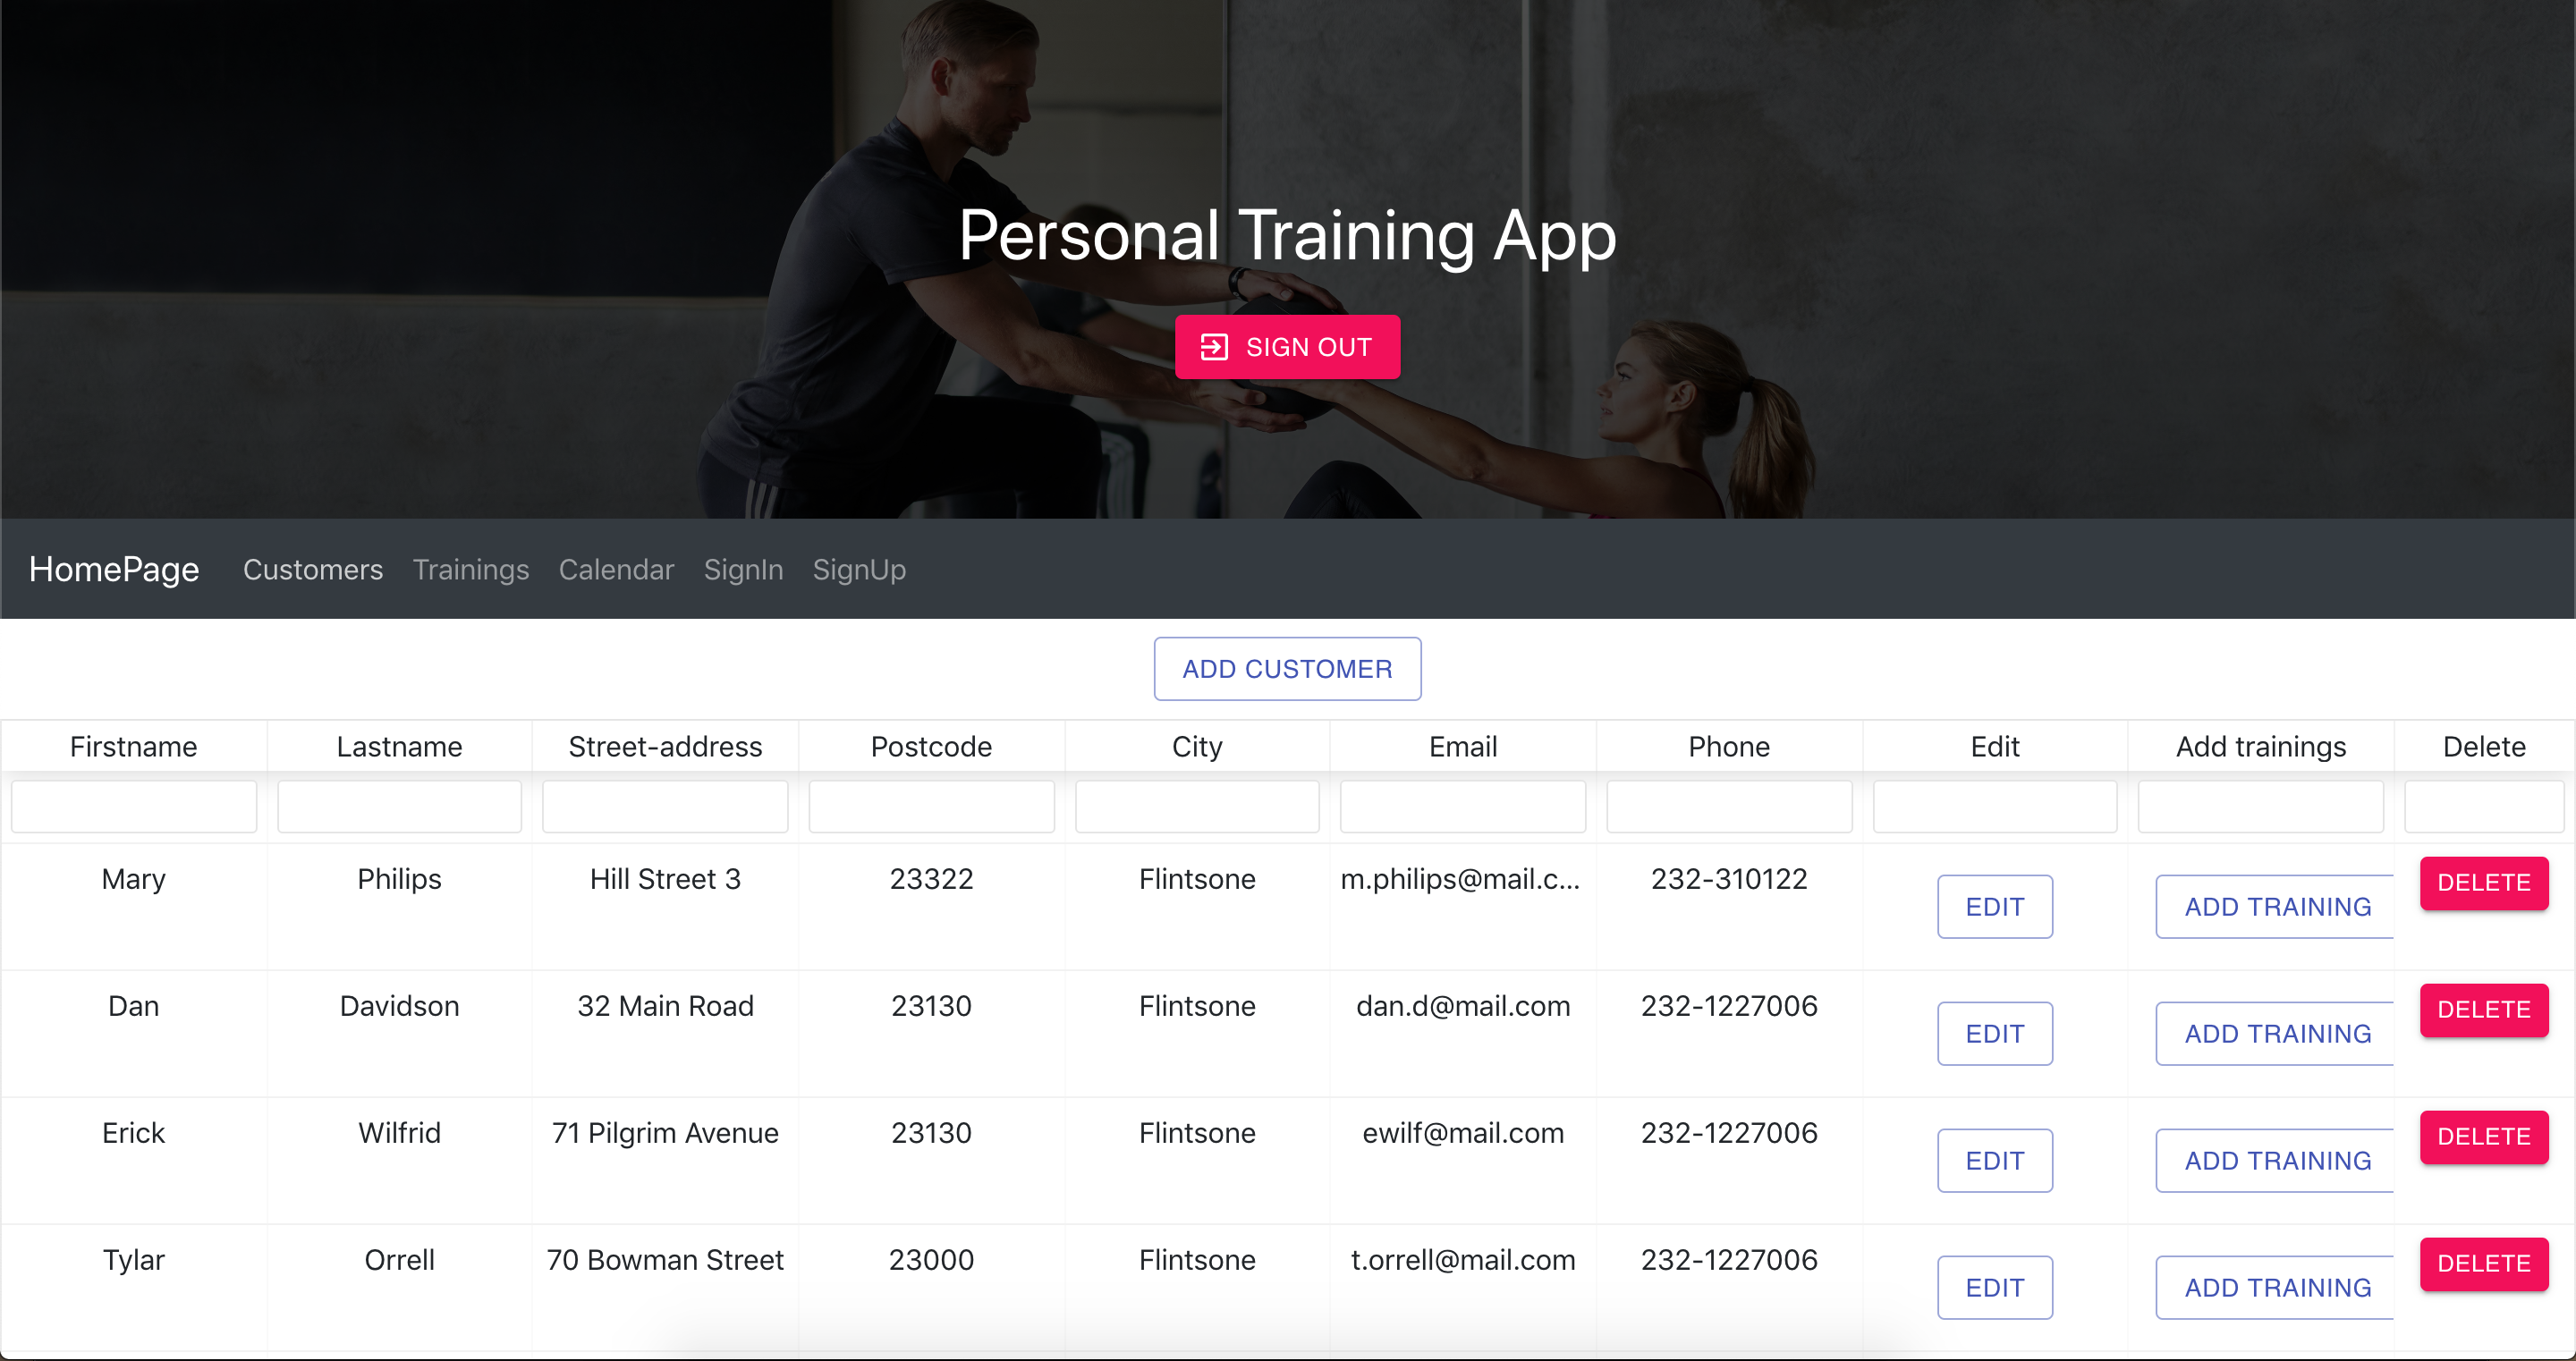 Personal Training App
SIGN OUT
HomePage Customers Trainings Calendar SignIn SignUp
ADD CUSTOMER
Firstname Lastname Street-address Postcode City Email Phone Edit Add trainings Delete
Mary Philips Hill Street 3 23322 Flintsone m.philips@mail.c... 232-310122 EDIT ADD TRAINING DELETE
Dan Davidson 32 Main Road 23130 Flintsone dan.d@mail.com 232-1227006 EDIT ADD TRAINING DELETE
Erick Wilfrid 71 Pilgrim Avenue 23130 Flintsone ewilf@mail.com 232-1227006 EDIT ADD TRAINING DELETE
Tylar Orrell 70 Bowman Street 23000 Flintsone t.orrell@mail.com 232-1227006 EDIT ADD TRAINING DELETE